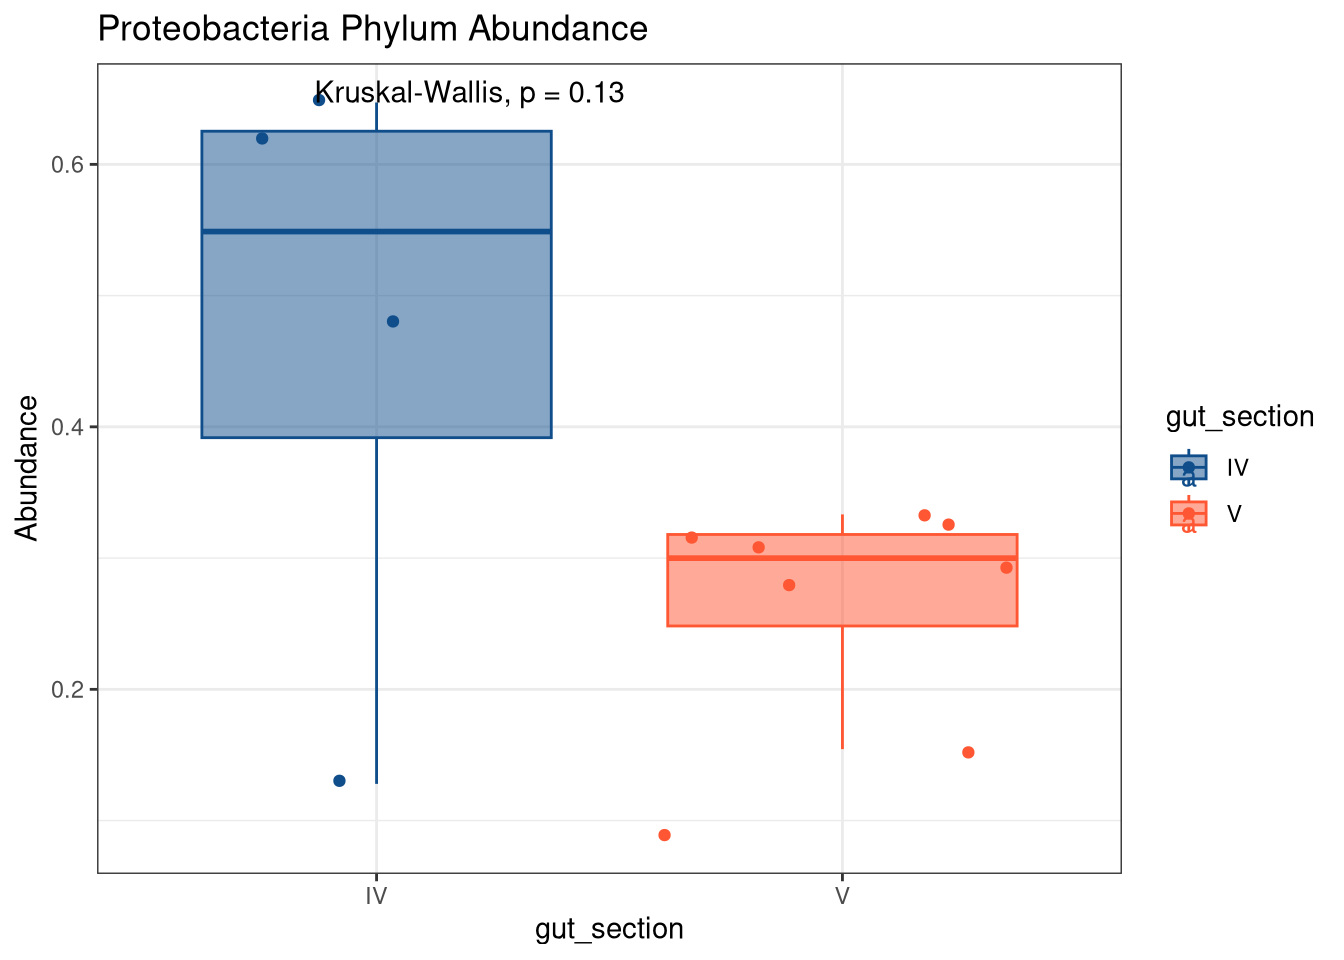 Proteobacteria Phylum Abundance
Kruskal-Wallis, p = 0.13
0.6
0.4
0.2
Abundance
IV
V
gut_section
gut_section
a
IV
a
V